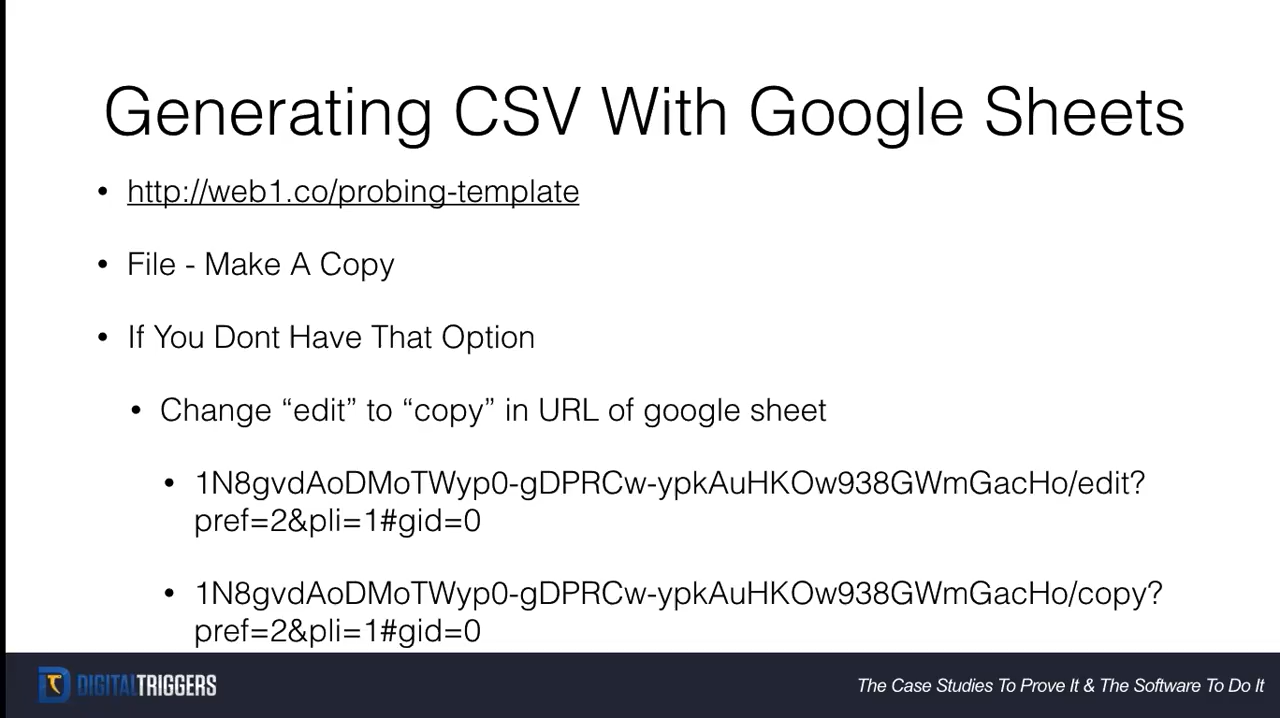 Generating CSV With Google Sheets
• http://web1.co/probing-template
• File - Make A Copy
• If You Dont Have That Option
• Change “edit” to “copy” in URL of google sheet
• 1N8gvdAoDMoTWyp0-gDPRCw-ypkAuHKOw938GWmGacHo/edit?
pref=2&pli=1#gid=0
• 1N8gvdAoDMoTWyp0-gDPRCw-ypkAuHKOw938GWmGacHo/copy?
pref=2&pli=1#gid=0
DIGITALTRIGGERS
The Case Studies To Prove It & The Software To Do It